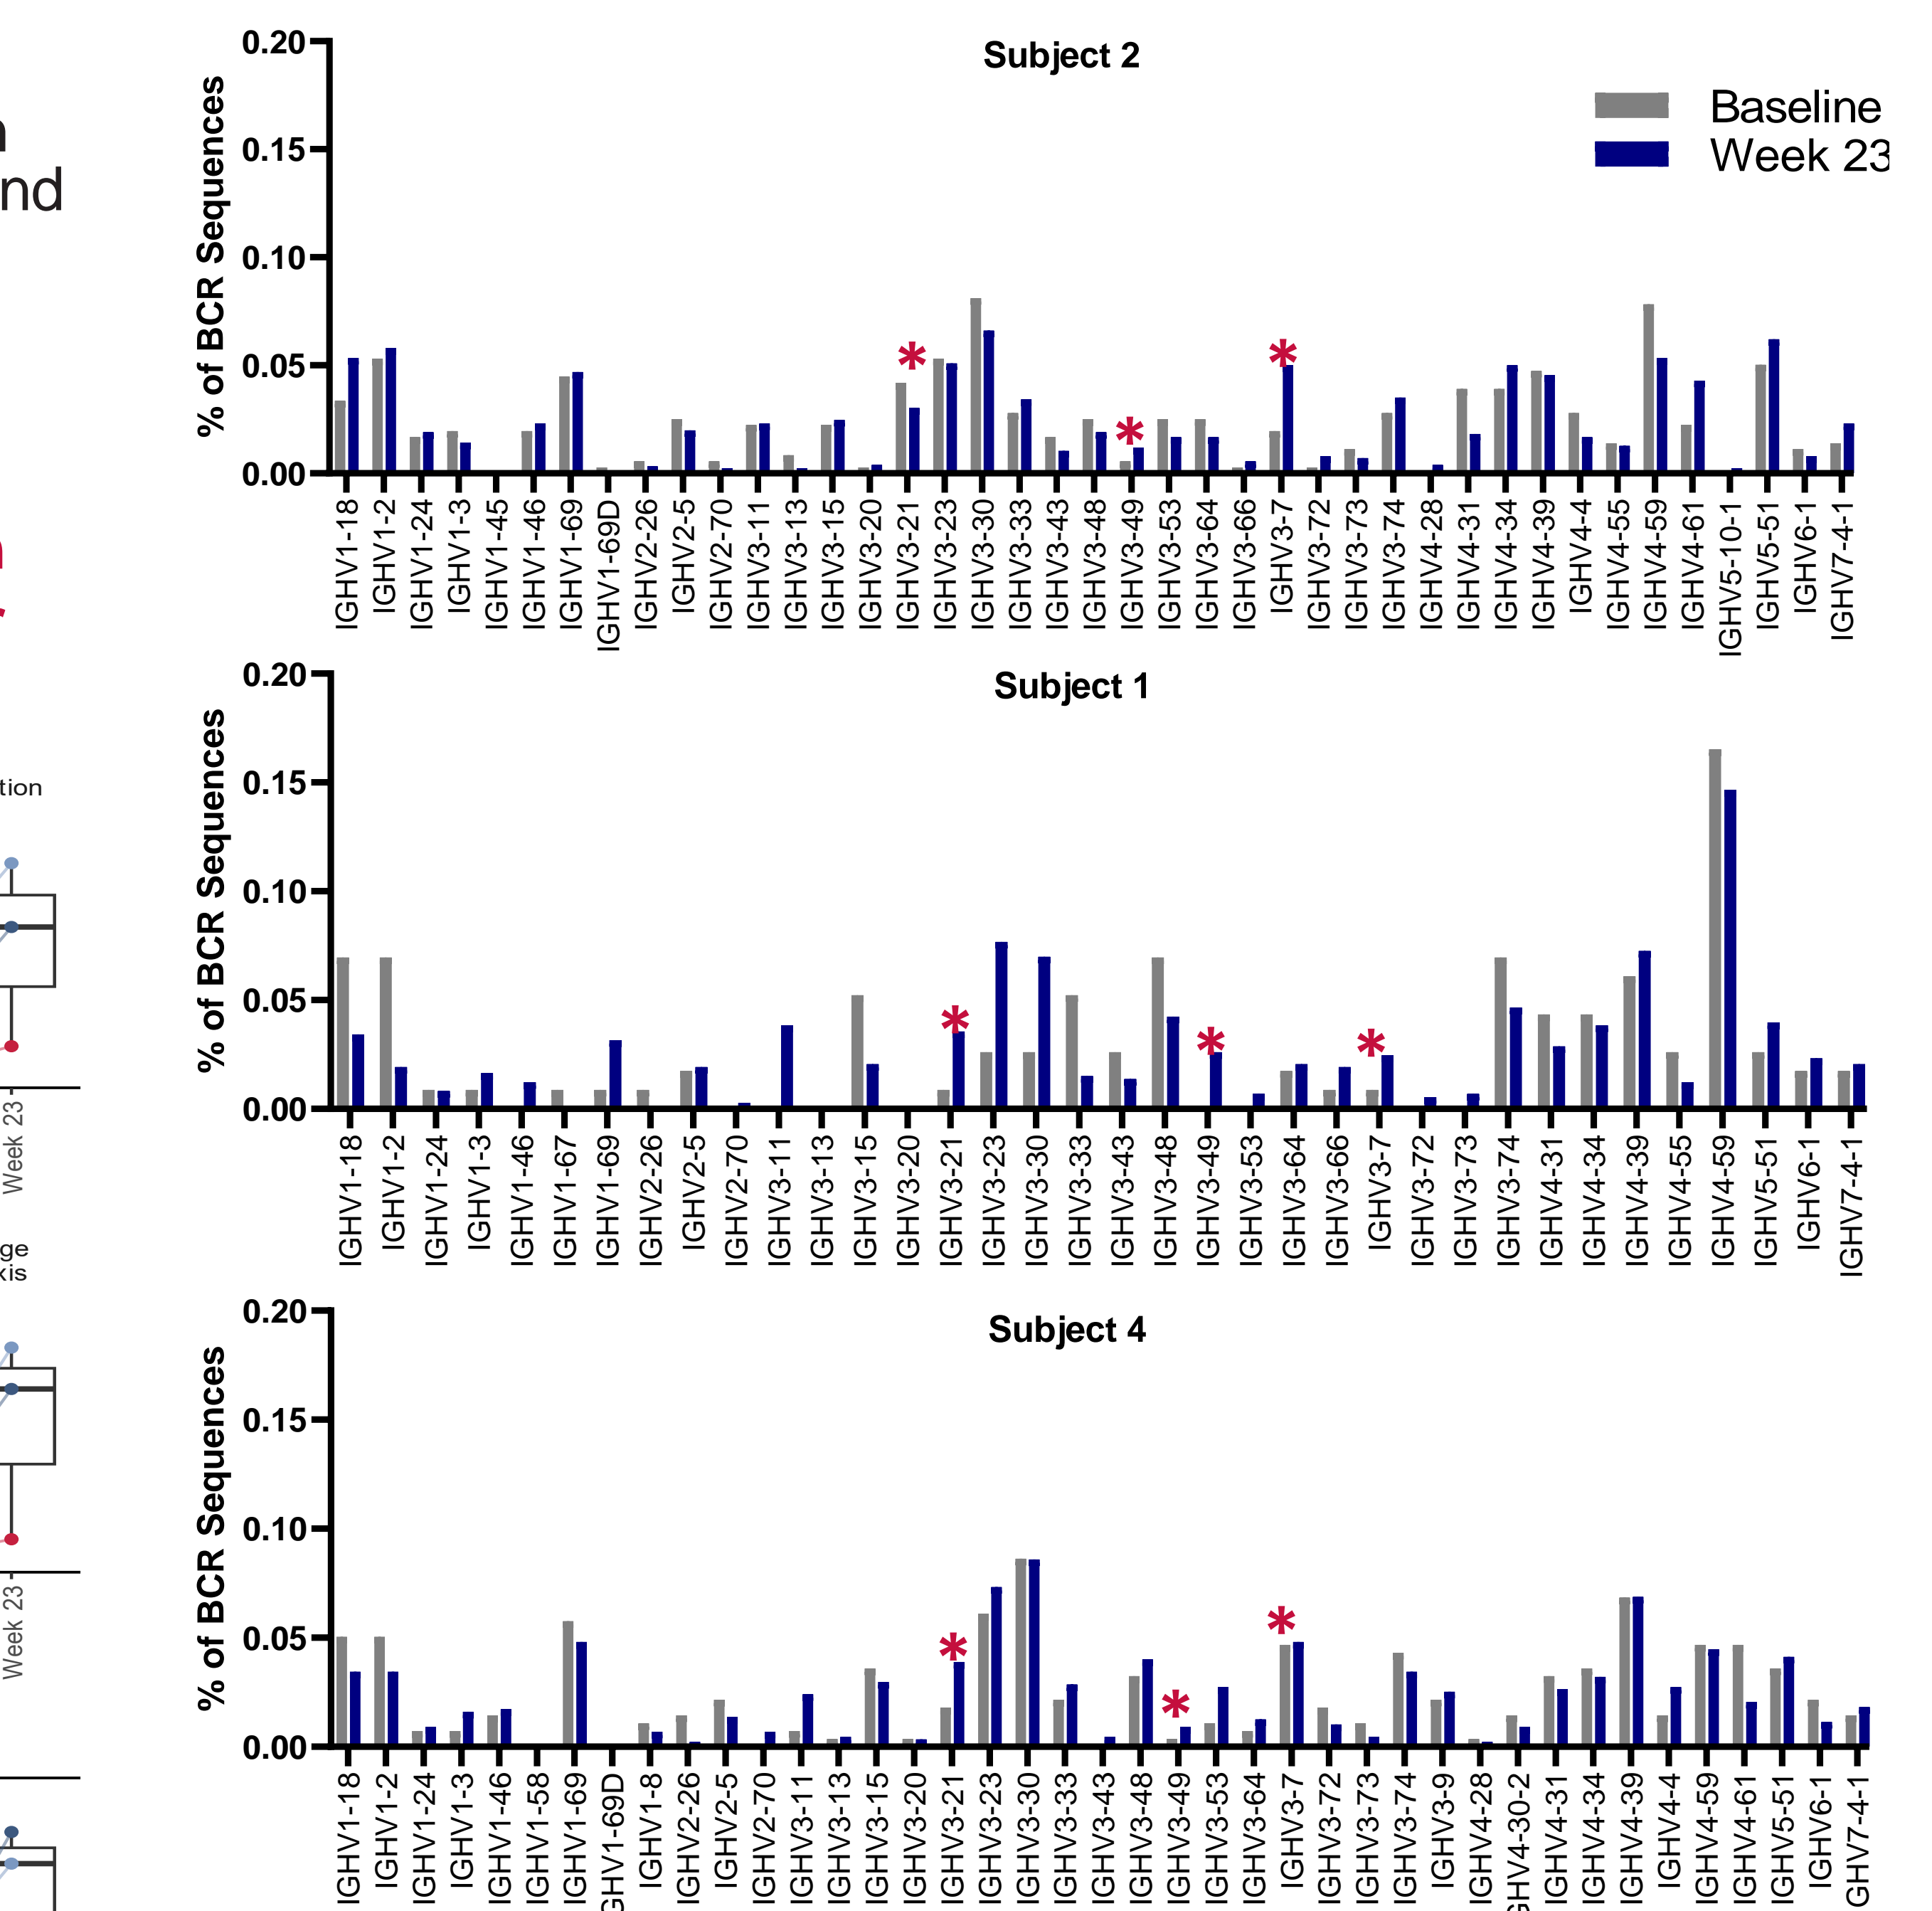 nd
tion
Week 23
ge
xis
Week 23
Subject 2
Baseline
Week 23
% of BCR Sequences
0.20
0.15
0.10
0.05
0.00
IGHV1-18
IGHV1-2
IGHV1-24
IGHV1-3
IGHV1-45
IGHV1-46
IGHV1-69
IGHV1-69D
IGHV2-26
IGHV2-5
IGHV2-70
IGHV3-11
IGHV3-13
IGHV3-15
IGHV3-20
IGHV3-21
IGHV3-23
IGHV3-30
IGHV3-33
IGHV3-43
IGHV3-48
IGHV3-49
IGHV3-53
IGHV3-64
IGHV3-66
IGHV3-7
IGHV3-72
IGHV3-73
IGHV3-74
IGHV4-28
IGHV4-31
IGHV4-34
IGHV4-39
IGHV4-4
IGHV4-55
IGHV4-59
IGHV4-61
IGHV5-10-1
IGHV5-51
IGHV6-1
IGHV7-4-1
Subject 1
% of BCR Sequences
0.20
0.15
0.10
0.05
0.00
IGHV1-18
IGHV1-2
IGHV1-24
IGHV1-3
IGHV1-46
IGHV1-67
IGHV1-69
IGHV2-26
IGHV2-5
IGHV2-70
IGHV3-11
IGHV3-13
IGHV3-15
IGHV3-20
IGHV3-21
IGHV3-23
IGHV3-30
IGHV3-33
IGHV3-43
IGHV3-48
IGHV3-49
IGHV3-53
IGHV3-64
IGHV3-66
IGHV3-7
IGHV3-72
IGHV3-73
IGHV3-74
IGHV4-31
IGHV4-34
IGHV4-39
IGHV4-55
IGHV4-59
IGHV5-51
IGHV6-1
IGHV7-4-1
Subject 4
% of BCR Sequences
0.20
0.15
0.10
0.05
0.00
IGHV1-18
IGHV1-2
IGHV1-24
IGHV1-3
IGHV1-46
IGHV1-58
IGHV1-69
GHV1-69D
IGHV1-8
IGHV2-26
IGHV2-5
IGHV2-70
IGHV3-11
IGHV3-13
IGHV3-15
IGHV3-20
IGHV3-21
IGHV3-23
IGHV3-30
IGHV3-33
IGHV3-43
IGHV3-48
IGHV3-49
IGHV3-53
IGHV3-64
IGHV3-7
IGHV3-72
IGHV3-73
IGHV3-74
IGHV3-9
IGHV4-28
GHV4-30-2
IGHV4-31
IGHV4-34
IGHV4-39
IGHV4-4
IGHV4-59
IGHV4-61
IGHV5-51
IGHV6-1
GHV7-4-1